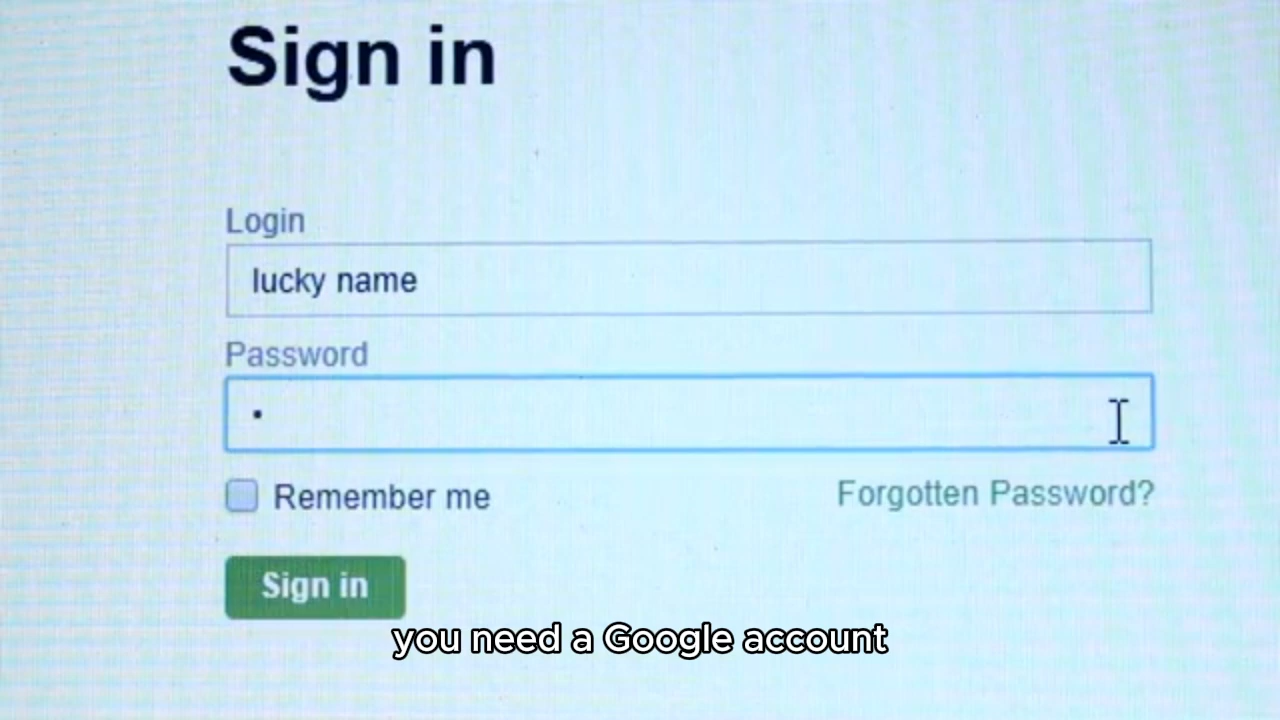 Sign in
Login
lucky name
Password
Remember me
Forgotten Password?
Sign in
you need a Google account